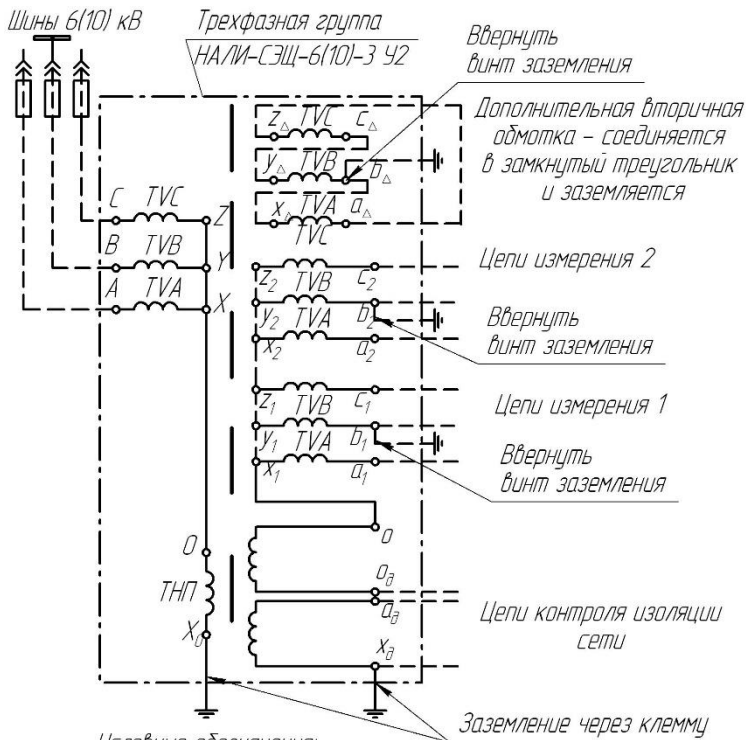 Шины 6(10) кВ
Трехфазная группа
НАЛИ-СЭЩ-6(10)-3 У2
Ввернуть
винт заземления
Дополнительная вторичная
обмотка - соединяется
в замкнутый треугольник
и заземляется
z△ TVC c△
y△ TVB b△
x△ TVA a△
TVC
C TVC Z
B TVB Y
A TVA X
z2 TVB c2
y2 TVA b2
x2 a2
Цепи измерения 2
Ввернуть
винт заземления
z1 TVB c1
y1 TVA b1
x1 a1
Цепи измерения 1
Ввернуть
винт заземления
O
ТНП
X0
o
oд
aд
xд
Цепи контроля изоляции
сети
Заземление через клемму